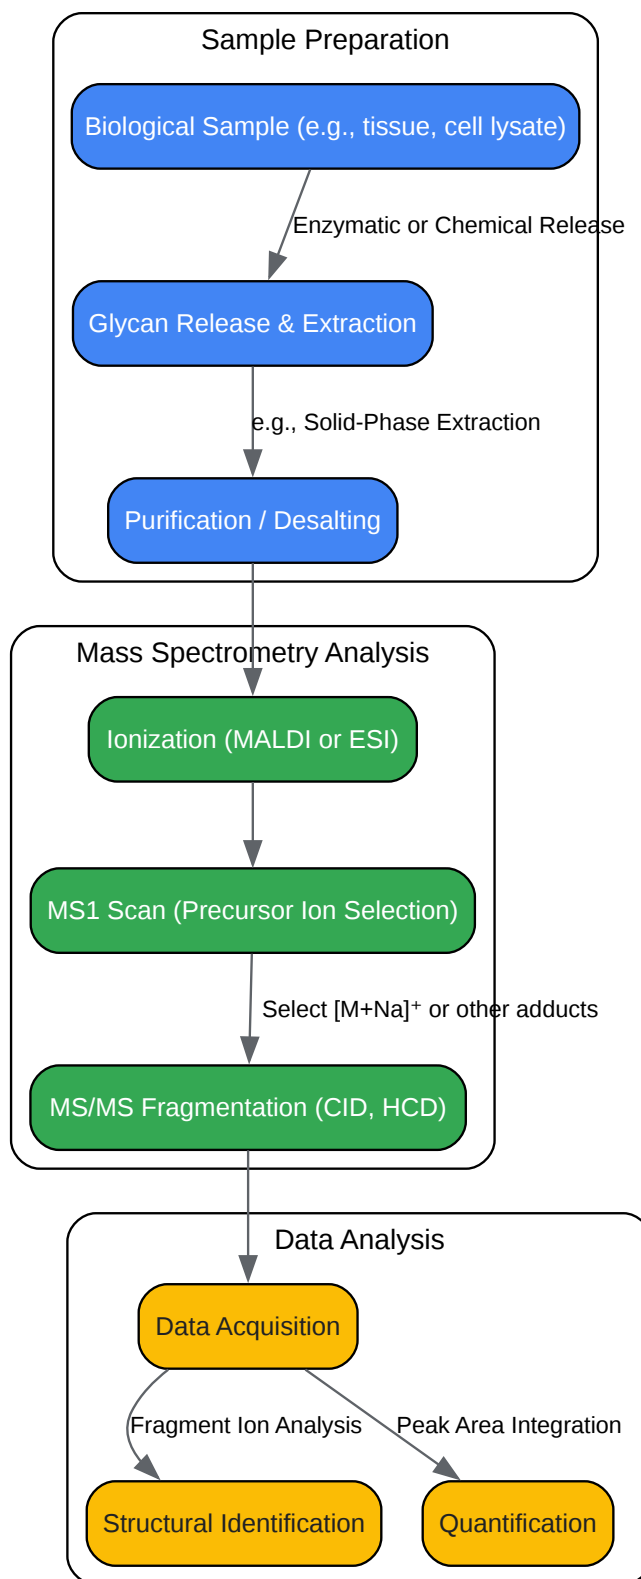 Sample Preparation
Biological Sample (e.g., tissue, cell lysate)
Enzymatic or Chemical Release
Glycan Release & Extraction
e.g., Solid-Phase Extraction
Purification / Desalting
Mass Spectrometry Analysis
Ionization (MALDI or ESI)
MS1 Scan (Precursor Ion Selection)
Select [M+Na]⁺ or other adducts
MS/MS Fragmentation (CID, HCD)
Data Analysis
Data Acquisition
Fragment Ion Analysis
Peak Area Integration
Structural Identification
Quantification